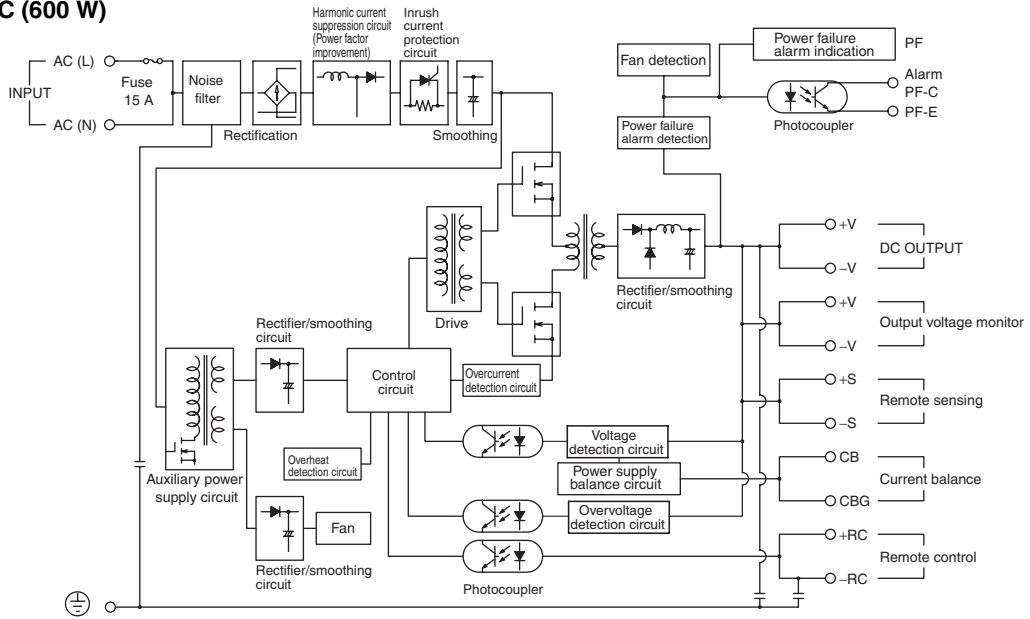 C (600 W)
Harmonic current
suppression circuit
(Power factor
improvement)
Inrush
current
protection
circuit
Power failure
alarm indication
PF
Fan detection
Alarm
PF-C
PF-E
Photocoupler
INPUT
AC (L)
AC (N)
Fuse
15 A
Noise
filter
Rectification
Smoothing
Power failure
alarm detection
+V
DC OUTPUT
–V
Rectifier/smoothing
circuit
+V
Output voltage monitor
–V
Drive
Rectifier/smoothing
circuit
Control
circuit
Overcurrent
detection circuit
+S
Remote sensing
–S
Voltage
detection circuit
Overheat
detection circuit
Power supply
balance circuit
CB
Current balance
CBG
Auxiliary power
supply circuit
Overvoltage
detection circuit
Fan
+RC
Remote control
–RC
Rectifier/smoothing
circuit
Photocoupler